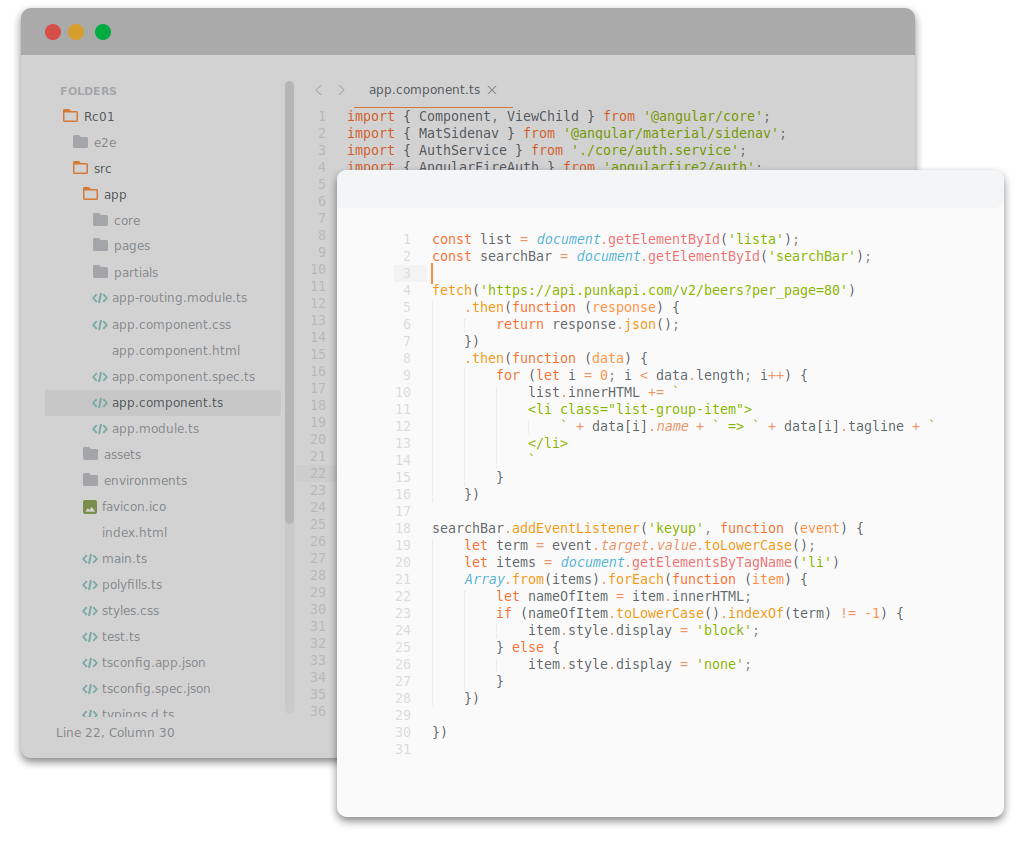 FOLDERS
Rc01
e2e
src
app
core
pages
partials
</> app-routing.module.ts
</> app.component.css
app.component.html
</> app.component.spec.ts
</> app.component.ts
</> app.module.ts
assets
environments
favicon.ico
index.html
</> main.ts
</> polyfills.ts
</> styles.css
</> test.ts
</> tsconfig.app.json
</> tsconfig.spec.json
</> typings.d.ts
Line 22, Column 30
< > app.component.ts ×
1 import { Component, ViewChild } from '@angular/core';
2 import { MatSidenav } from '@angular/material/sidenav';
3 import { AuthService } from './core/auth.service';
4 import { AngularFireAuth } from 'angularfire2/auth';
5
6
7
8
9
10
11
12
13
14
15
16
17
18
19
20
21
22
23
24
25
26
27
28
29
30
31
32
33
34
35
36
1 const list = document.getElementById('lista');
2 const searchBar = document.getElementById('searchBar');
3
4 fetch('https://api.punkapi.com/v2/beers?per_page=80')
5 .then(function (response) {
6 return response.json();
7 })
8 .then(function (data) {
9 for (let i = 0; i < data.length; i++) {
10 list.innerHTML += `
11 <li class="list-group-item">
12 ` + data[i].name + ` => ` + data[i].tagline + `
13 </li>
14 `
15 }
16 })
17
18 searchBar.addEventListener('keyup', function (event) {
19 let term = event.target.value.toLowerCase();
20 let items = document.getElementsByTagName('li')
21 Array.from(items).forEach(function (item) {
22 let nameOfItem = item.innerHTML;
23 if (nameOfItem.toLowerCase().indexOf(term) != -1) {
24 item.style.display = 'block';
25 } else {
26 item.style.display = 'none';
27 }
28 })
29
30 })
31